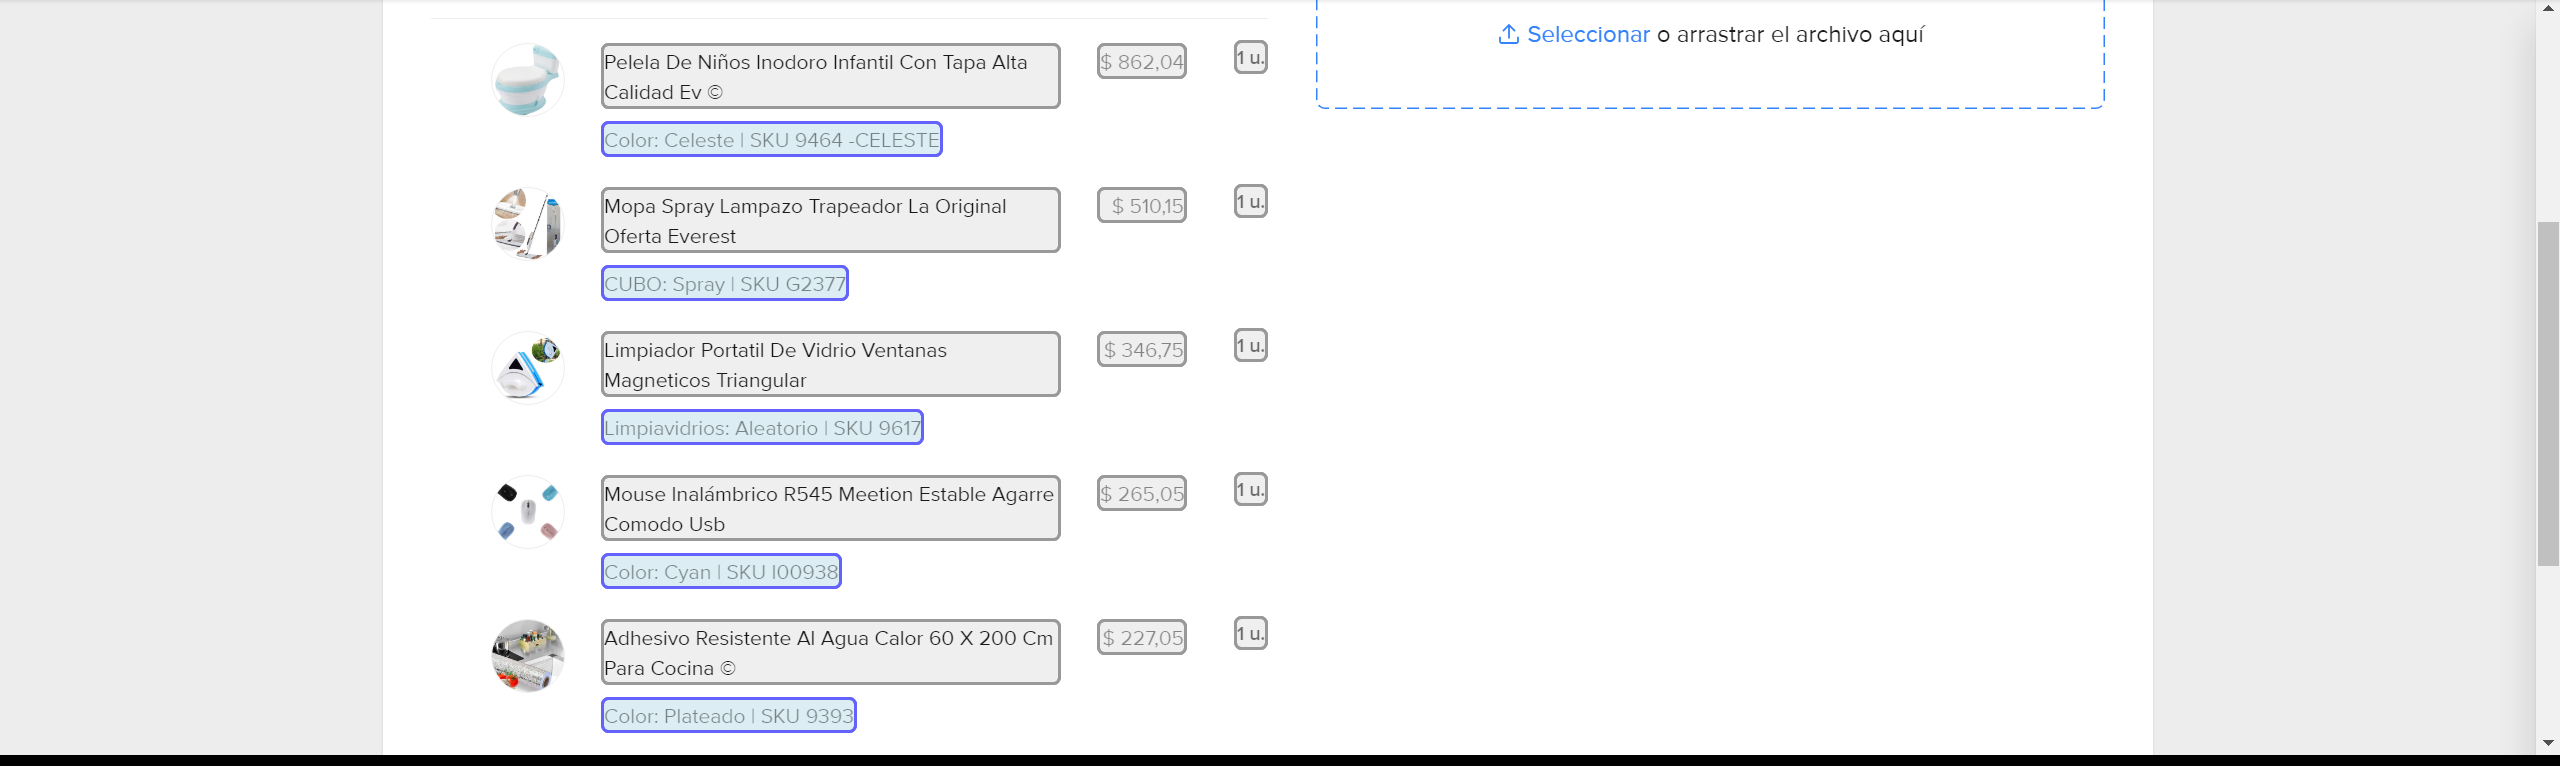 Seleccionar o arrastrar el archivo aquí
Pelela De Niños Inodoro Infantil Con Tapa Alta
Calidad Ev ©
$ 862,04
1 u.
Color: Celeste | SKU 9464 -CELESTE
Mopa Spray Lampazo Trapeador La Original
Oferta Everest
$ 510,15
1 u.
CUBO: Spray | SKU G2377
Limpiador Portatil De Vidrio Ventanas
Magneticos Triangular
$ 346,75
1 u.
Limpiavidrios: Aleatorio | SKU 9617
Mouse Inalámbrico R545 Meetion Estable Agarre
Comodo Usb
$ 265,05
1 u.
Color: Cyan | SKU I00938
Adhesivo Resistente Al Agua Calor 60 X 200 Cm
Para Cocina ©
$ 227,05
1 u.
Color: Plateado | SKU 9393